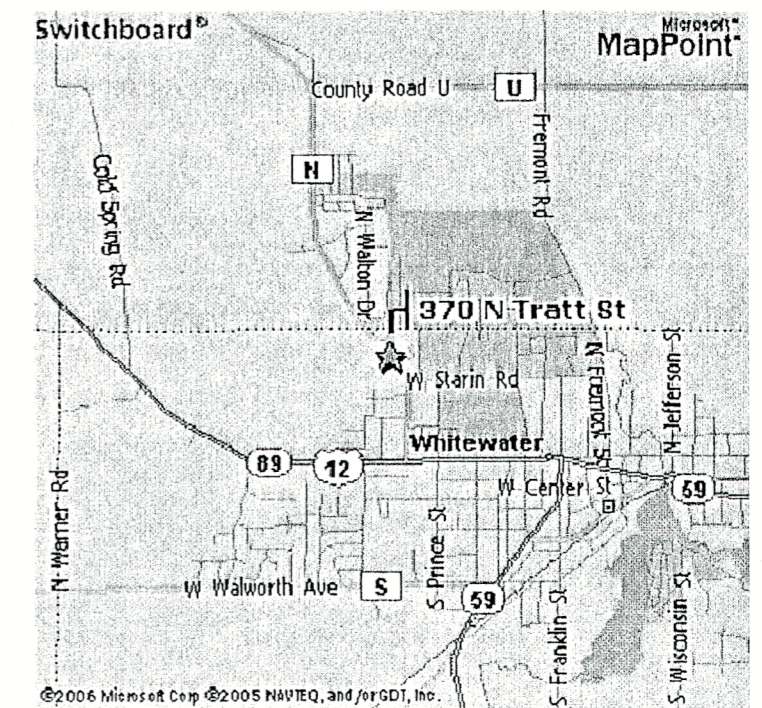 Switchboard®
Microsoft®
MapPoint®
County Road U
U
Fremont Rd
N
Cold Spring Rd
N Walton Dr
370 N Tratt St
W Starin Rd
N Fremont St
N Jefferson St
Whitewater
89
12
W Center St
59
N Warner Rd
S Prince St
W Walworth Ave
S
59
S Franklin St
S Wisconsin St
©2006 Microsoft Corp ©2005 NAVTEQ, and/or GDT, Inc.